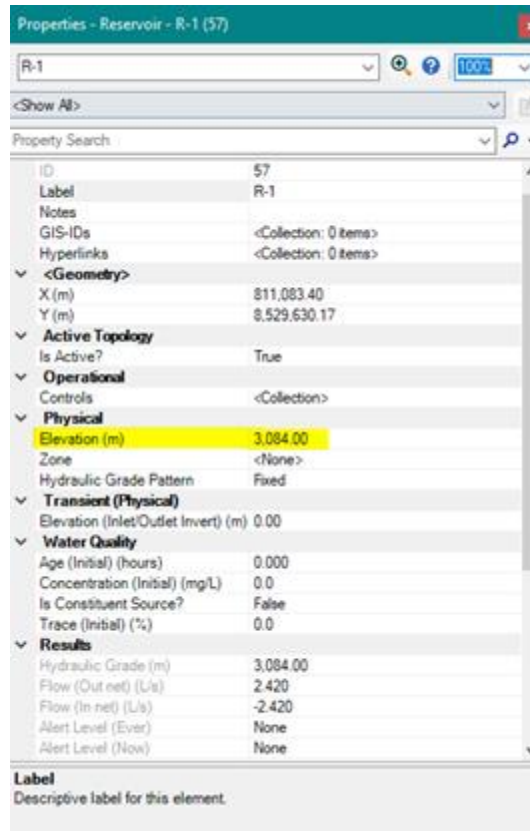 Properties - Reservoir - R-1 (57)
R-1 100%
<Show All>
Property Search
ID 57
Label R-1
Notes
GIS-IDs <Collection: 0 items>
Hyperlinks <Collection: 0 items>
<Geometry>
X (m) 811,083.40
Y (m) 8,529,630.17
Active Topology
Is Active? True
Operational
Controls <Collection>
Physical
Elevation (m) 3,084.00
Zone <None>
Hydraulic Grade Pattern Fixed
Transient (Physical)
Elevation (Inlet/Outlet Invert) (m) 0.00
Water Quality
Age (Initial) (hours) 0.000
Concentration (Initial) (mg/L) 0.0
Is Constituent Source? False
Trace (Initial) (%) 0.0
Results
Hydraulic Grade (m) 3,084.00
Flow (Out net) (L/s) 2.420
Flow (In net) (L/s) -2.420
Alert Level (Ever) None
Alert Level (Now) None
Label
Descriptive label for this element.